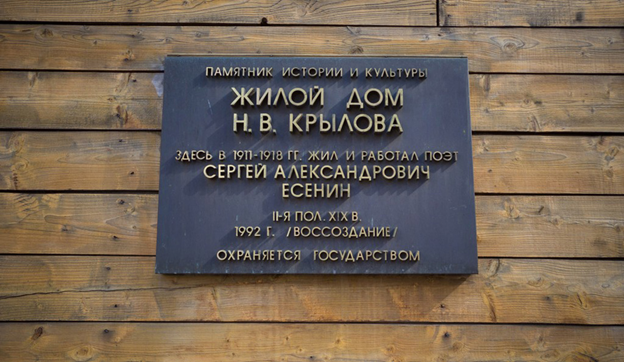 ПАМЯТНИК ИСТОРИИ И КУЛЬТУРЫ
ЖИЛОЙ ДОМ
Н. В. КРЫЛОВА
ЗДЕСЬ В 1911-1918 ГГ. ЖИЛ И РАБОТАЛ ПОЭТ
СЕРГЕЙ АЛЕКСАНДРОВИЧ
ЕСЕНИН
II-Я ПОЛ. XIX В.
1992 Г. /ВОССОЗДАНИЕ/
ОХРАНЯЕТСЯ ГОСУДАРСТВОМ